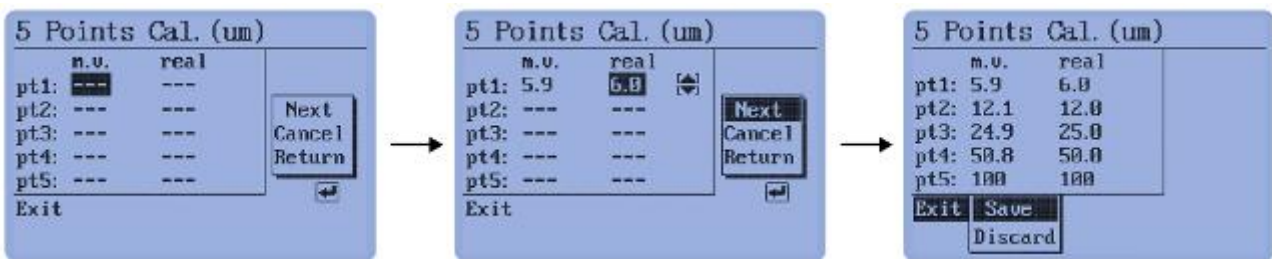 5 Points Cal. (um)
m.v. real
pt1: --- ---
pt2: --- ---
pt3: --- ---
pt4: --- ---
pt5: --- ---
Next
Cancel
Return
Exit
5 Points Cal. (um)
m.v. real
pt1: 5.9 6.0
pt2: --- ---
pt3: --- ---
pt4: --- ---
pt5: --- ---
Next
Cancel
Return
Exit
5 Points Cal. (um)
m.v. real
pt1: 5.9 6.0
pt2: 12.1 12.0
pt3: 24.9 25.0
pt4: 50.8 50.0
pt5: 100 100
Exit Save
Discard